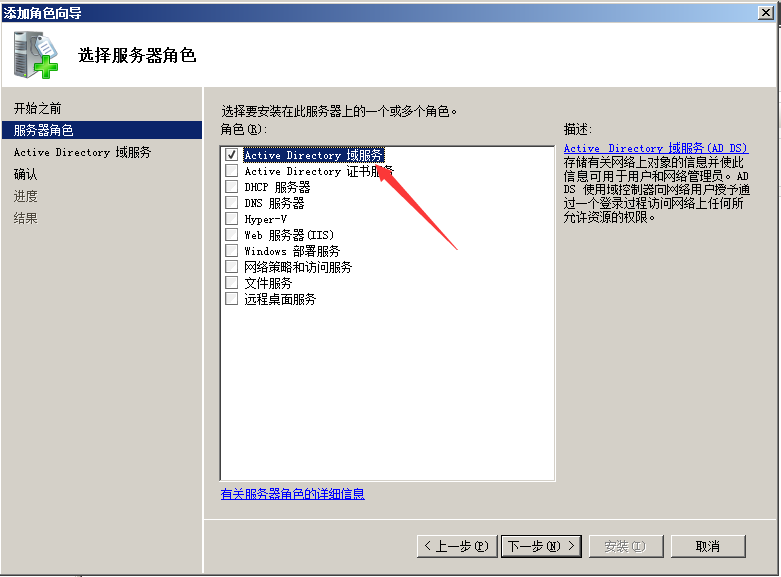 添加角色向导
选择服务器角色
开始之前
服务器角色
Active Directory 域服务
确认
进度
结果
选择要安装在此服务器上的一个或多个角色。
角色(R):
Active Directory 域服务
Active Directory 证书服务
DHCP 服务器
DNS 服务器
Hyper-V
Web 服务器(IIS)
Windows 部署服务
网络策略和访问服务
文件服务
远程桌面服务
有关服务器角色的详细信息
描述:
Active Directory 域服务(AD DS)
存储有关网络上对象的信息并使此
信息可用于用户和网络管理员。AD
DS 使用域控制器向网络用户授予通
过一个登录过程访问网络上任何所
允许资源的权限。
< 上一步(P)
下一步(N) >
安装(I)
取消